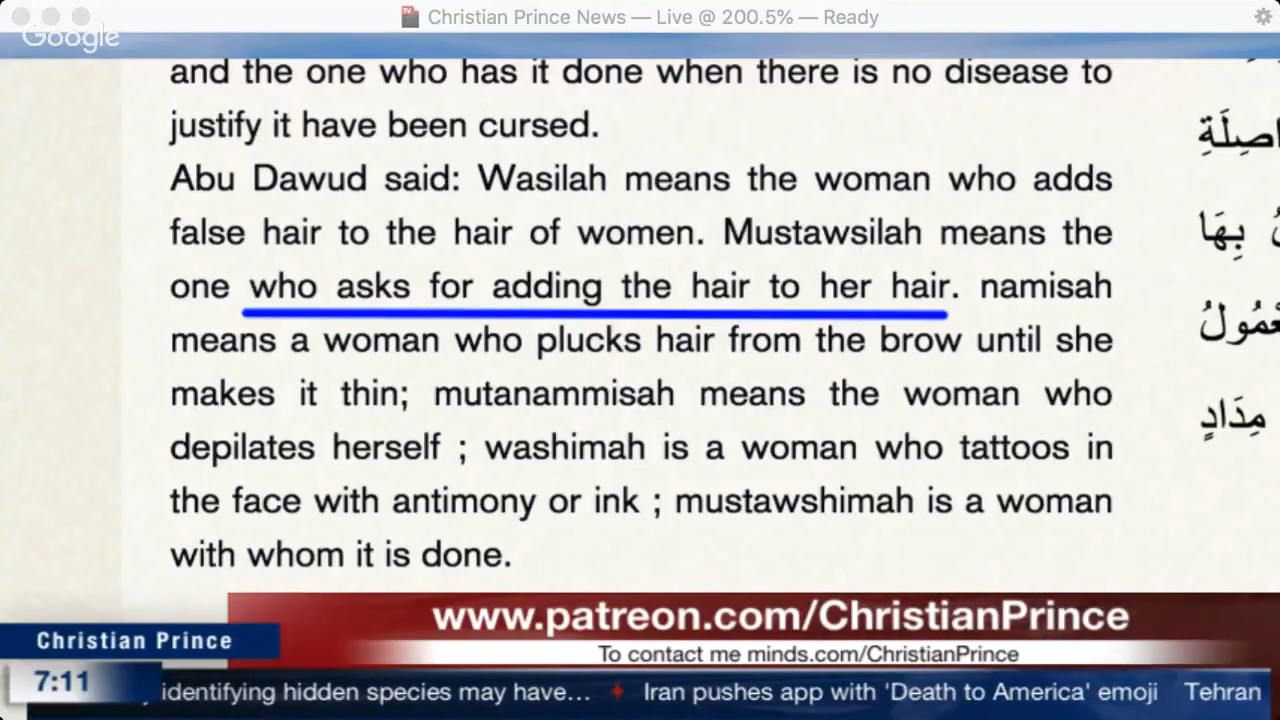 Christian Prince News — Live @ 200.5% — Ready
Google
and the one who has it done when there is no disease to
justify it have been cursed.
Abu Dawud said: Wasilah means the woman who adds
false hair to the hair of women. Mustawsilah means the
one who asks for adding the hair to her hair. namisah
means a woman who plucks hair from the brow until she
makes it thin; mutanammisah means the woman who
depilates herself ; washimah is a woman who tattoos in
the face with antimony or ink ; mustawshimah is a woman
with whom it is done.
بِهَا
مِدَادٍ
www.patreon.com/ChristianPrince
Christian Prince
To contact me minds.com/ChristianPrince
7:11
identifying hidden species may have... Iran pushes app with 'Death to America' emoji Tehran